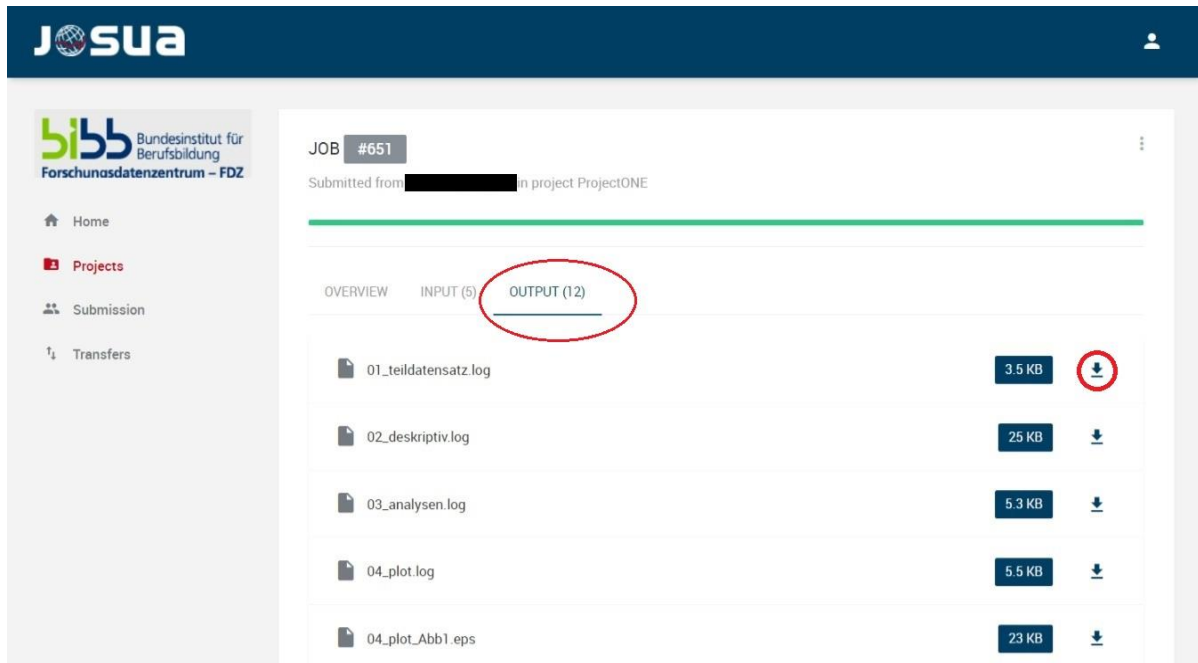 JOSUA
bibb Bundesinstitut für
Berufsbildung
Forschungsdatenzentrum – FDZ
Home
Projects
Submission
Transfers
JOB #651
Submitted from in project ProjectONE
OVERVIEW INPUT (5) OUTPUT (12)
01_teildatensatz.log 3.5 KB
02_deskriptiv.log 25 KB
03_analysen.log 5.3 KB
04_plot.log 5.5 KB
04_plot_Abb1.eps 23 KB